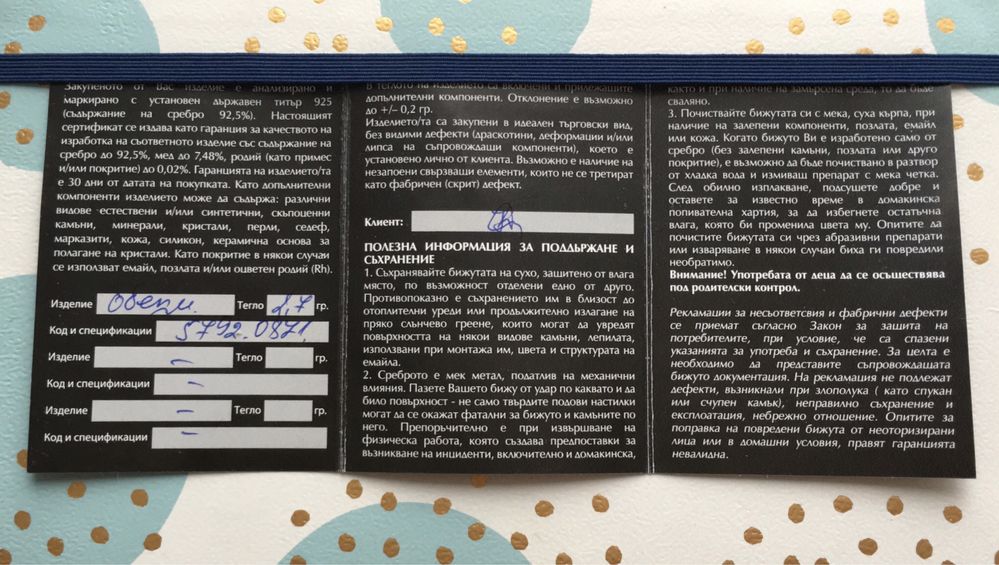 Закупеното от Вас изделие е анализирано и
маркирано с установен държавен титър 925
(съдържание на сребро 92,5%). Настоящият
сертификат се издава като гаранция за качеството на
изработка на съответното изделие със съдържание на
сребро до 92,5%, мед до 7,48%, родий (като примес
и/или покритие) до 0,02%. Гаранцията на изделието/та
е 30 дни от датата на покупката. Като допълнителни
компоненти изделието може да съдържа: различни
видове естествени и/или синтетични, скъпоценни
камъни, минерали, кристали, перли, седеф,
марказити, кожа, силикон, керамична основа за
полагане на кристали. Като покритие в някои случаи
се използват емайл, позлата и/или оцветен родий (Rh).
Изделие Обеци Тегло 2,7 гр.
Код и спецификации 5792.0871
Изделие – Тегло гр.
Код и спецификации –
Изделие – Тегло гр.
Код и спецификации –
В теглото на изделието са включени и прилежащите
допълнителни компоненти. Отклонение е възможно
до +/– 0,2 гр.
Изделието/та са закупени в идеален търговски вид,
без видими дефекти (драскотини, деформации и/или
липса на съпровождащи компоненти), което е
установено лично от клиента. Възможно е наличие на
незапоени свързващи елементи, които не се третират
като фабричен (скрит) дефект.
Клиент:
ПОЛЕЗНА ИНФОРМАЦИЯ ЗА ПОДДЪРЖАНЕ И
СЪХРАНЕНИЕ
1. Съхранявайте бижутата на сухо, защитено от влага
място, по възможност отделени едно от друго.
Противопоказно е съхранението им в близост до
отоплителни уреди или продължително излагане на
пряко слънчево греене, които могат да увредят
повърхността на някои видове камъни, лепилата,
използвани при монтажа им, цвета и структурата на
емайла.
2. Среброто е мек метал, податлив на механични
влияния. Пазете Вашето бижу от удар по каквато и да
било повърхност - не само твърдите подови настилки
могат да се окажат фатални за бижуто и камъните по
него. Препоръчително е при извършване на
физическа работа, която създава предпоставки за
възникване на инциденти, включително и домакинска,
както и при наличие на замърсена среда, то да бъде
сваляно.
3. Почиствайте бижутата си с мека, суха кърпа, при
наличие на залепени компоненти, позлата, емайл
или кожа. Когато бижуто Ви е изработено само от
сребро (без залепени камъни, позлата или друго
покритие), е възможно да бъде почиствано в разтвор
от хладка вода и измиващ препарат с мека четка.
След обилно изплакване, подсушете добре и
оставете за известно време в домакинска
попивателна хартия, за да избегнете остатъчна
влага, която би променила цвета му. Опитите да
почистите бижутата си чрез абразивни препарати
или изваряване в някои случаи биха ги повредили
необратимо.
Внимание! Употребата от деца да се осъществява
под родителски контрол.
Рекламации за несъответсвия и фабрични дефекти
се приемат съгласно Закон за защита на
потребителите, при условие, че са спазени
указанията за употреба и съхранение. За целта е
необходимо да представите съпровождащата
бижуто документация. На рекламация не подлежат
дефекти, възникнали при злополука ( като спукан
или счупен камък), неправилно съхранение и
експлоатация, небрежно отношение. Опитите за
поправка на повредени бижута от неоторизирани
лица или в домашни условия, правят гаранцията
невалидна.